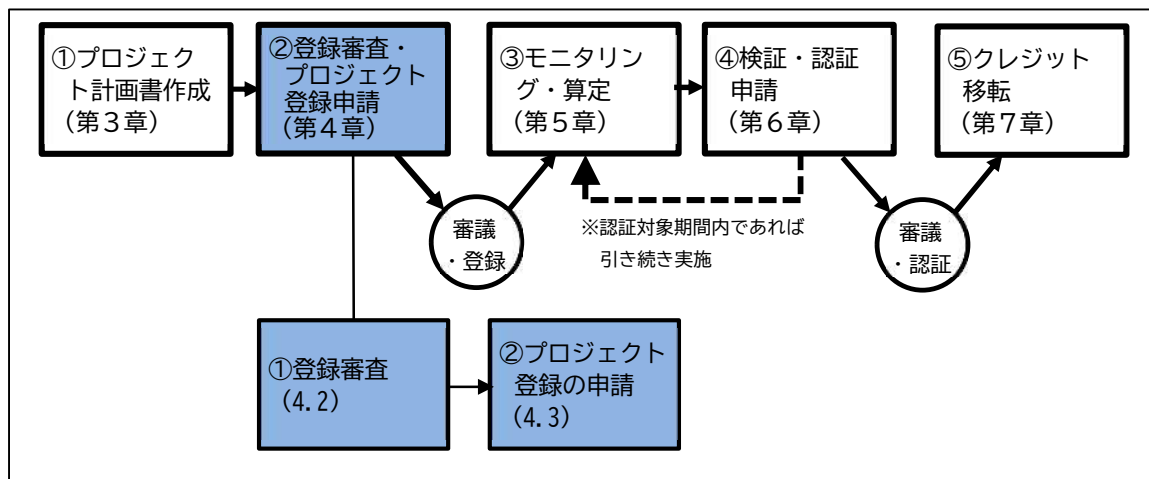 ①プロジェク
ト計画書作成
(第3章)
②登録審査・
プロジェクト
登録申請
(第4章)
③モニタリン
グ・算定
(第5章)
④検証・認証
申請
(第6章)
⑤クレジット
移転
(第7章)
審議
・登録
※認証対象期間内であれば
引き続き実施
審議
・認証
①登録審査
(4.2)
②プロジェクト
登録の申請
(4.3)